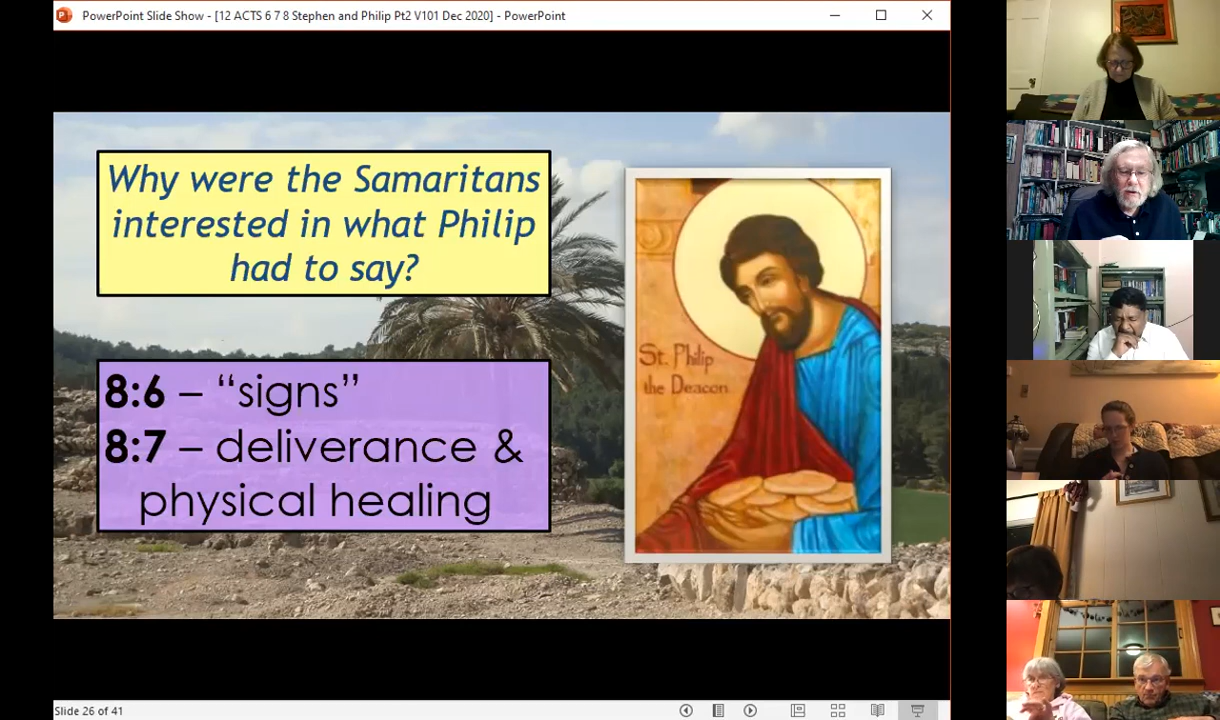 PowerPoint Slide Show - [12 ACTS 6 7 8 Stephen and Philip Pt2 V101 Dec 2020] - PowerPoint
Why were the Samaritans
interested in what Philip
had to say?
8:6 – “signs”
8:7 – deliverance &
physical healing
St. Philip
the Deacon
Slide 26 of 41